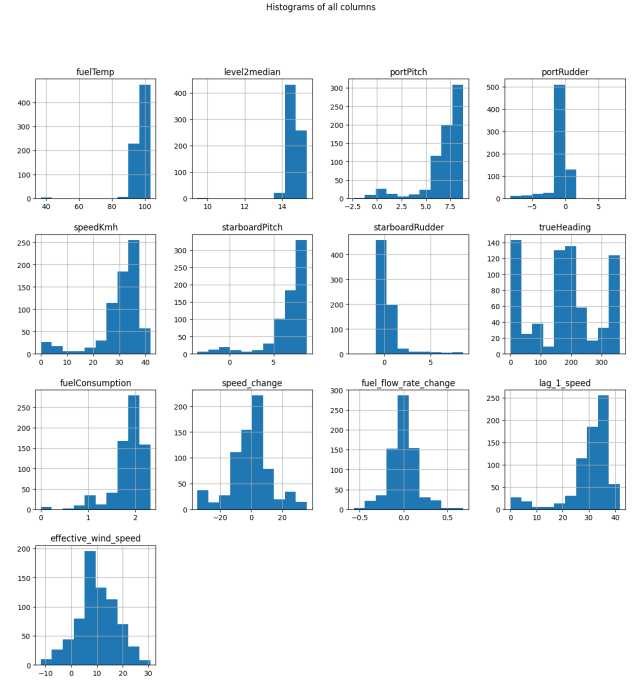 Histograms of all columns
fuelTemp level2median portPitch portRudder
400 300 200 100 0
40 60 80 100
400 300 200 100 0
10 12 14
300 250 200 150 100 50 0
−2.5 0.0 2.5 5.0 7.5
500 400 300 200 100 0
−5 0 5
speedKmh starboardPitch starboardRudder trueHeading
250 200 150 100 50 0
0 10 20 30 40
300 250 200 150 100 50 0
0 5
400 300 200 100 0
0 5
140 120 100 80 60 40 20 0
0 100 200 300
fuelConsumption speed_change fuel_flow_rate_change lag_1_speed
250 200 150 100 50 0
0 1 2
200 150 100 50 0
−20 0 20
300 250 200 150 100 50 0
−0.5 0.0 0.5
250 200 150 100 50 0
0 10 20 30 40
effective_wind_speed
200 150 100 50 0
−10 0 10 20 30